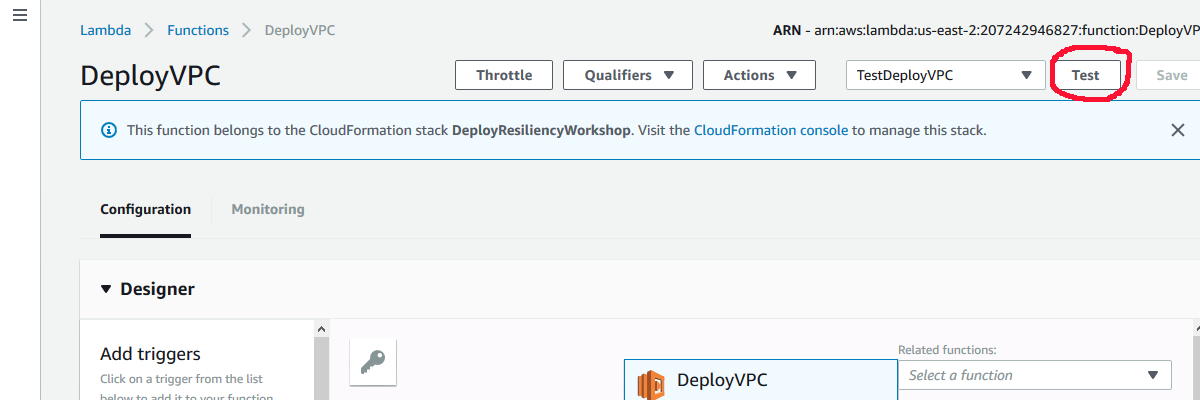 Lambda > Functions > DeployVPC
ARN - arn:aws:lambda:us-east-2:207242946827:function:DeployVP
DeployVPC
Throttle Qualifiers Actions TestDeployVPC Test Save
This function belongs to the CloudFormation stack DeployResiliencyWorkshop. Visit the CloudFormation console to manage this stack.
Configuration Monitoring
Designer
Add triggers
Click on a trigger from the list
below to add it to your function
DeployVPC
Related functions:
Select a function